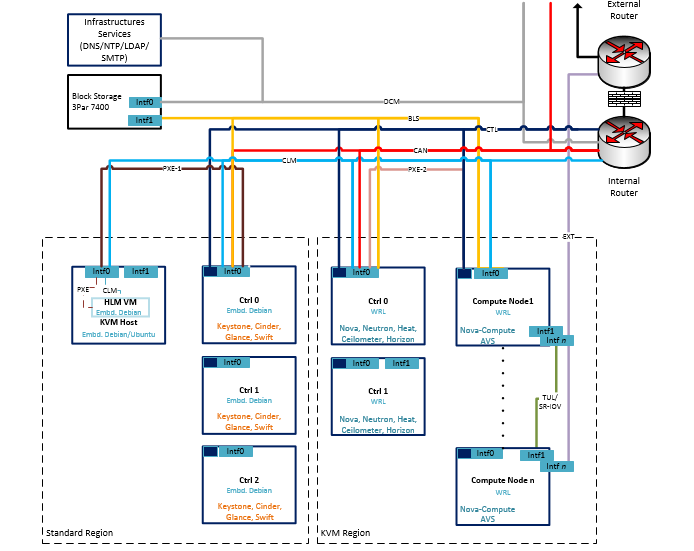 External
Router
Infrastructures
Services
(DNS/NTP/LDAP/
SMTP)
Block Storage
3Par 7400
Intf0
Intf1
DCM
BLS
CTL
CAN
CLM
PXE-1
PXE-2
Internal
Router
EXT
Intf0
Intf1
PXE
CLM
HLM VM
Embd. Debian
KVM Host
Embd. Debian/Ubuntu
Intf0
Ctrl 0
Embd. Debian
Keystone, Cinder,
Glance, Swift
Intf0
Ctrl 1
Embd. Debian
Keystone, Cinder,
Glance, Swift
Intf0
Ctrl 2
Embd. Debian
Keystone, Cinder,
Glance, Swift
Standard Region
Intf0
Ctrl 0
WRL
Nova, Neutron, Heat,
Ceilometer, Horizon
Intf0
Intf1
Ctrl 1
WRL
Nova, Neutron, Heat,
Ceilometer, Horizon
Intf0
Compute Node1
WRL
Nova-Compute
AVS
Intf1
Intf n
TUL/
SR-IOV
Intf0
Intf1
Intf n
Compute Node n
WRL
Nova-Compute
AVS
KVM Region